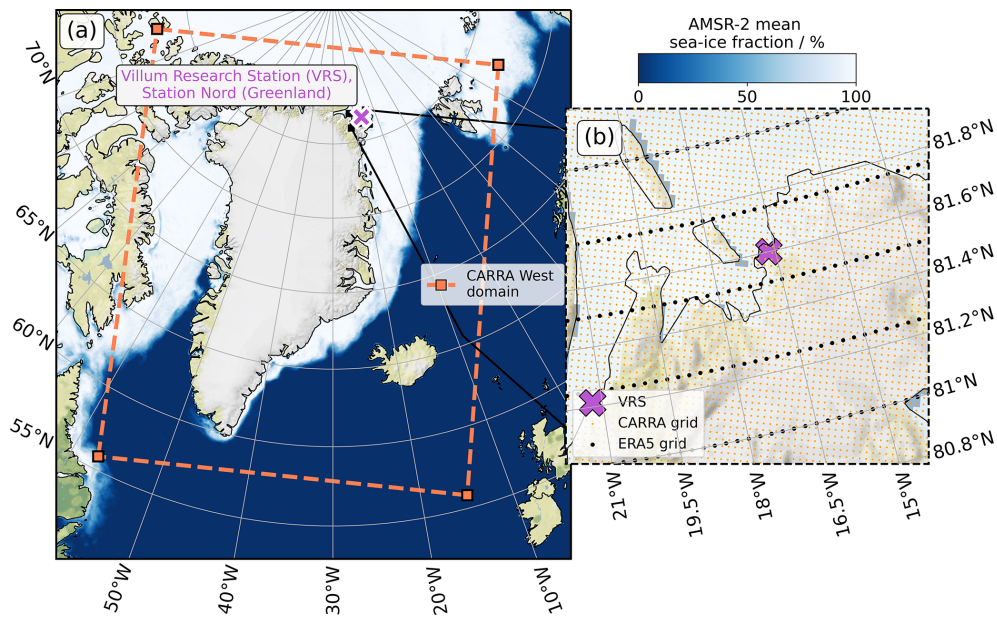 (a)
Villum Research Station (VRS),
Station Nord (Greenland)
CARRA West
domain
70°N
65°N
60°N
55°N
50°W
40°W
30°W
20°W
10°W
AMSR-2 mean
sea-ice fraction / %
0
50
100
(b)
81.8°N
81.6°N
81.4°N
81.2°N
81°N
80.8°N
VRS
CARRA grid
ERA5 grid
21°W
19.5°W
18°W
16.5°W
15°W